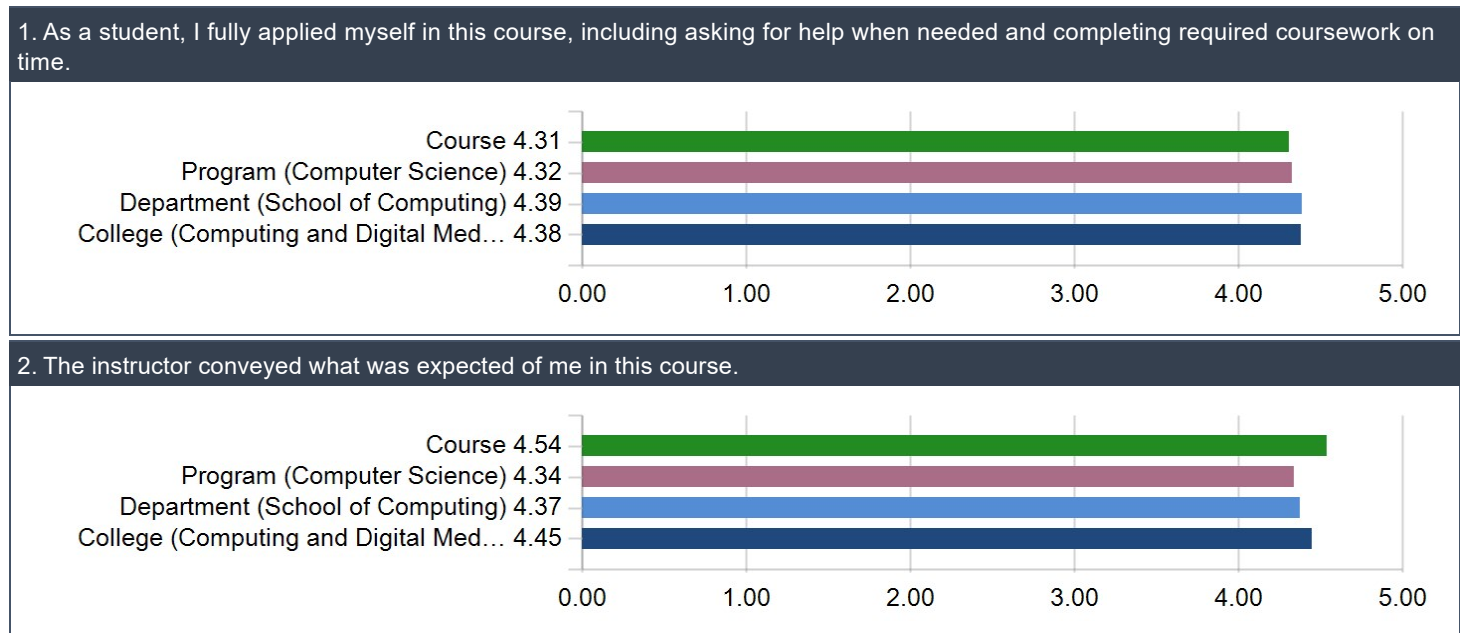 1. As a student, I fully applied myself in this course, including asking for help when needed and completing required coursework on
time.
Course 4.31
Program (Computer Science) 4.32
Department (School of Computing) 4.39
College (Computing and Digital Med... 4.38
0.00 1.00 2.00 3.00 4.00 5.00
2. The instructor conveyed what was expected of me in this course.
Course 4.54
Program (Computer Science) 4.34
Department (School of Computing) 4.37
College (Computing and Digital Med... 4.45
0.00 1.00 2.00 3.00 4.00 5.00